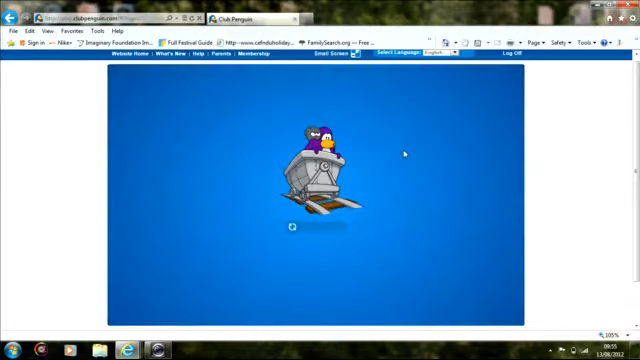 Club Penguin
File Edit View Favorites Tools Help
Sign in Nike Imaginary Foundation Im... Full Festival Guide FamilySearch.org — Free ... Page Safety Tools
Website Home | What's New | Help | Parents | Membership Small Screen Select Language: English Log Off
105%
09:55
13/08/2012